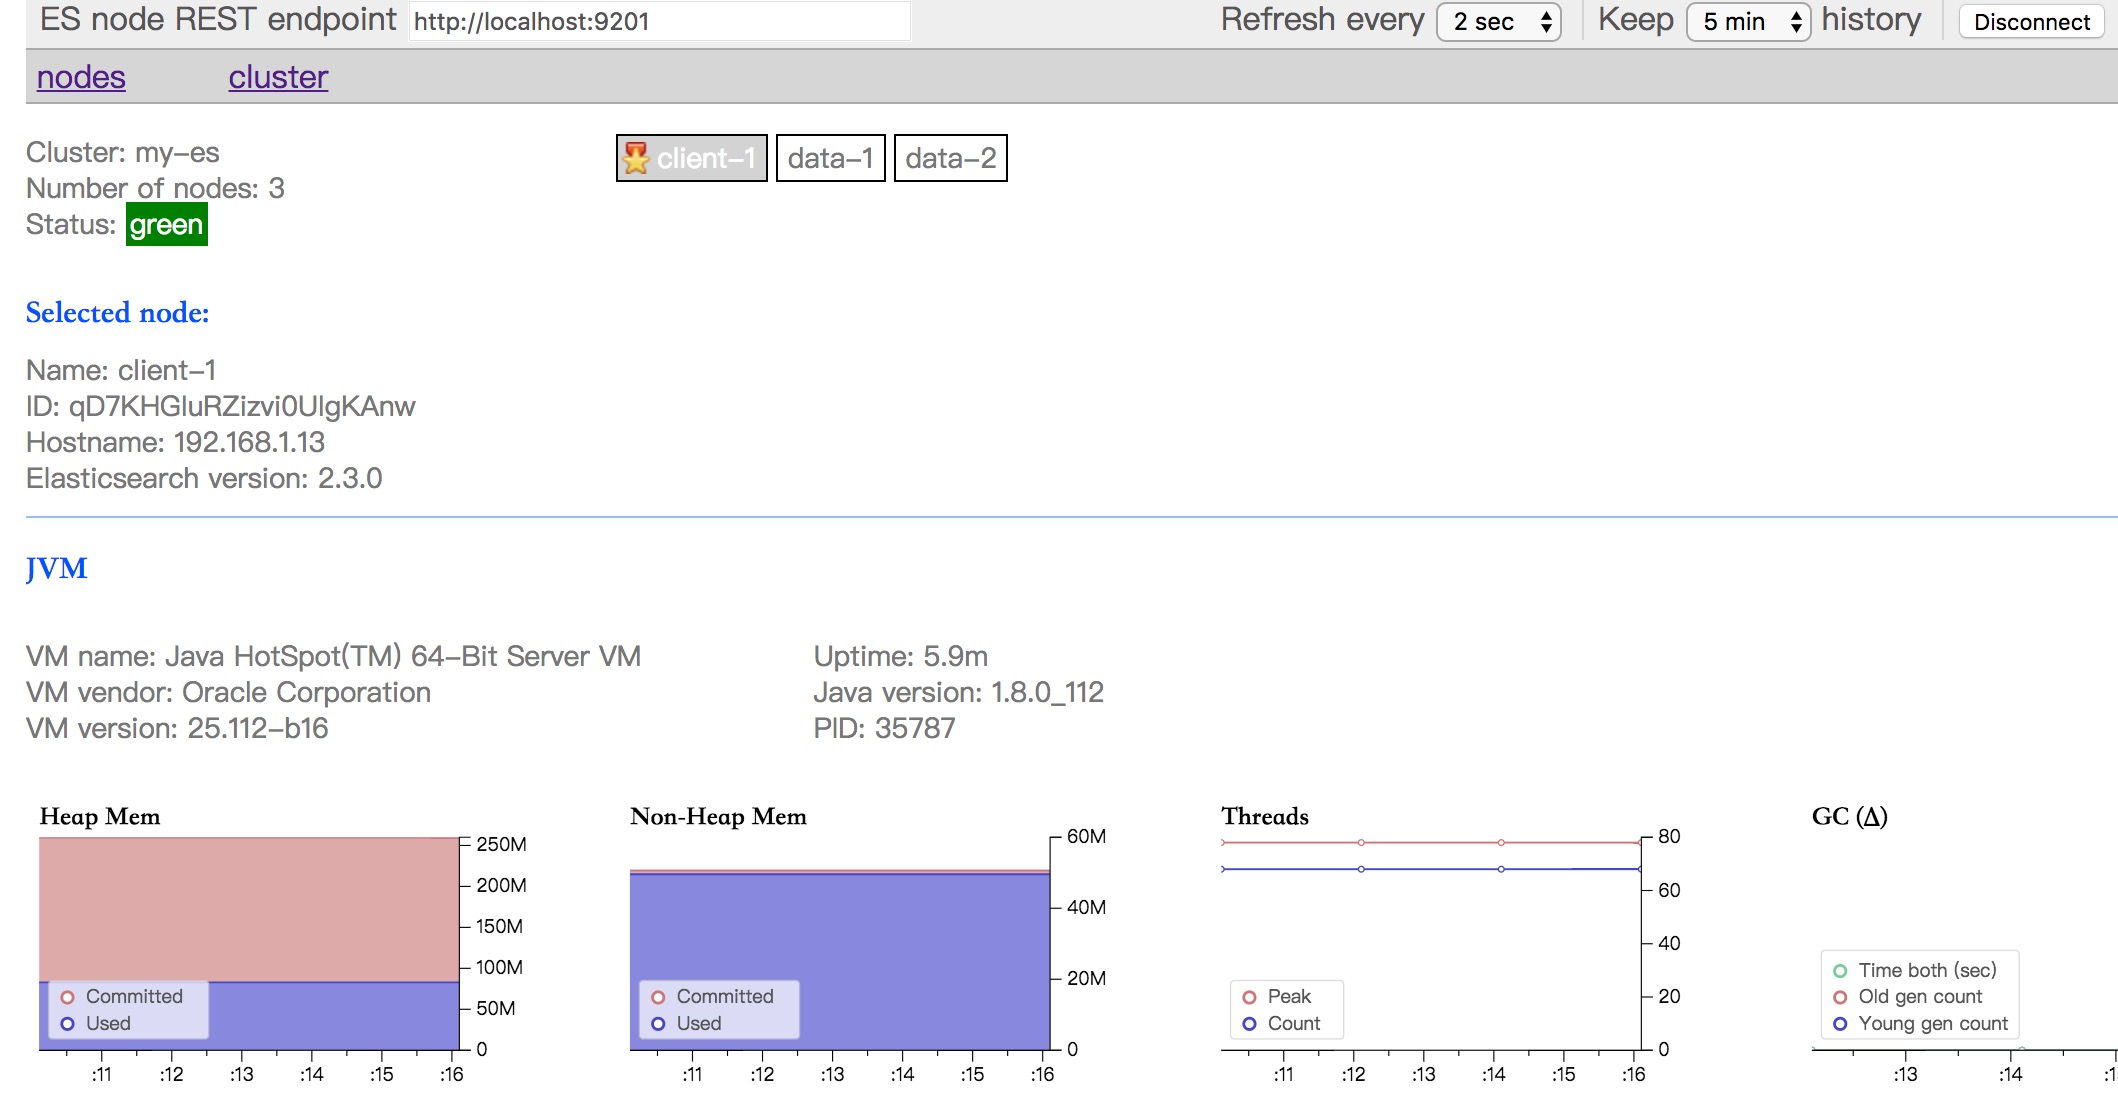 ES node REST endpoint http://localhost:9201 Refresh every 2 sec Keep 5 min history Disconnect
nodes cluster
Cluster: my-es
Number of nodes: 3
Status: green
client-1 data-1 data-2
Selected node:
Name: client-1
ID: qD7KHGluRZizvi0UlgKAnw
Hostname: 192.168.1.13
Elasticsearch version: 2.3.0
JVM
VM name: Java HotSpot(TM) 64-Bit Server VM
VM vendor: Oracle Corporation
VM version: 25.112-b16
Uptime: 5.9m
Java version: 1.8.0_112
PID: 35787
Heap Mem
250M
200M
150M
100M
50M
0
Committed
Used
:11 :12 :13 :14 :15 :16
Non-Heap Mem
60M
40M
20M
0
Committed
Used
:11 :12 :13 :14 :15 :16
Threads
80
60
40
20
0
Peak
Count
:11 :12 :13 :14 :15 :16
GC (Δ)
Time both (sec)
Old gen count
Young gen count
:13 :14